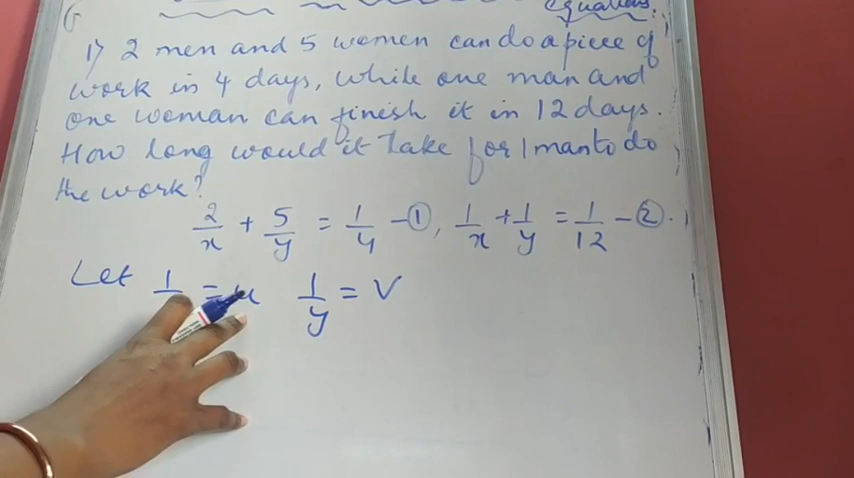 equations.
1) 2 men and 5 women can do a piece of
work in 4 days, while one man and
one woman can finish it in 12 days.
How long would it take for 1 man to do
the work?
2/x + 5/y = 1/4 - ①, 1/x + 1/y = 1/12 - ②.
Let 1/ = u 1/y = v